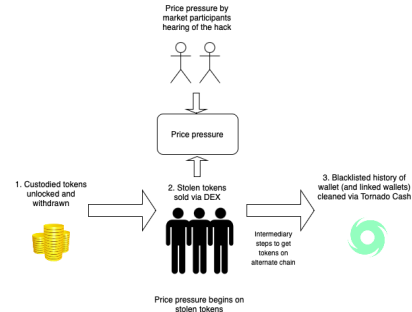 Price pressure by
market participants
hearing of the hack
Price pressure
1. Custodied tokens
unlocked and
withdrawn
2. Stolen tokens
sold via DEX
3. Blacklisted history of
wallet (and linked wallets)
cleaned via Tornado Cash
Intermediary
steps to get
tokens on
alternate chain
Price pressure begins on
stolen tokens